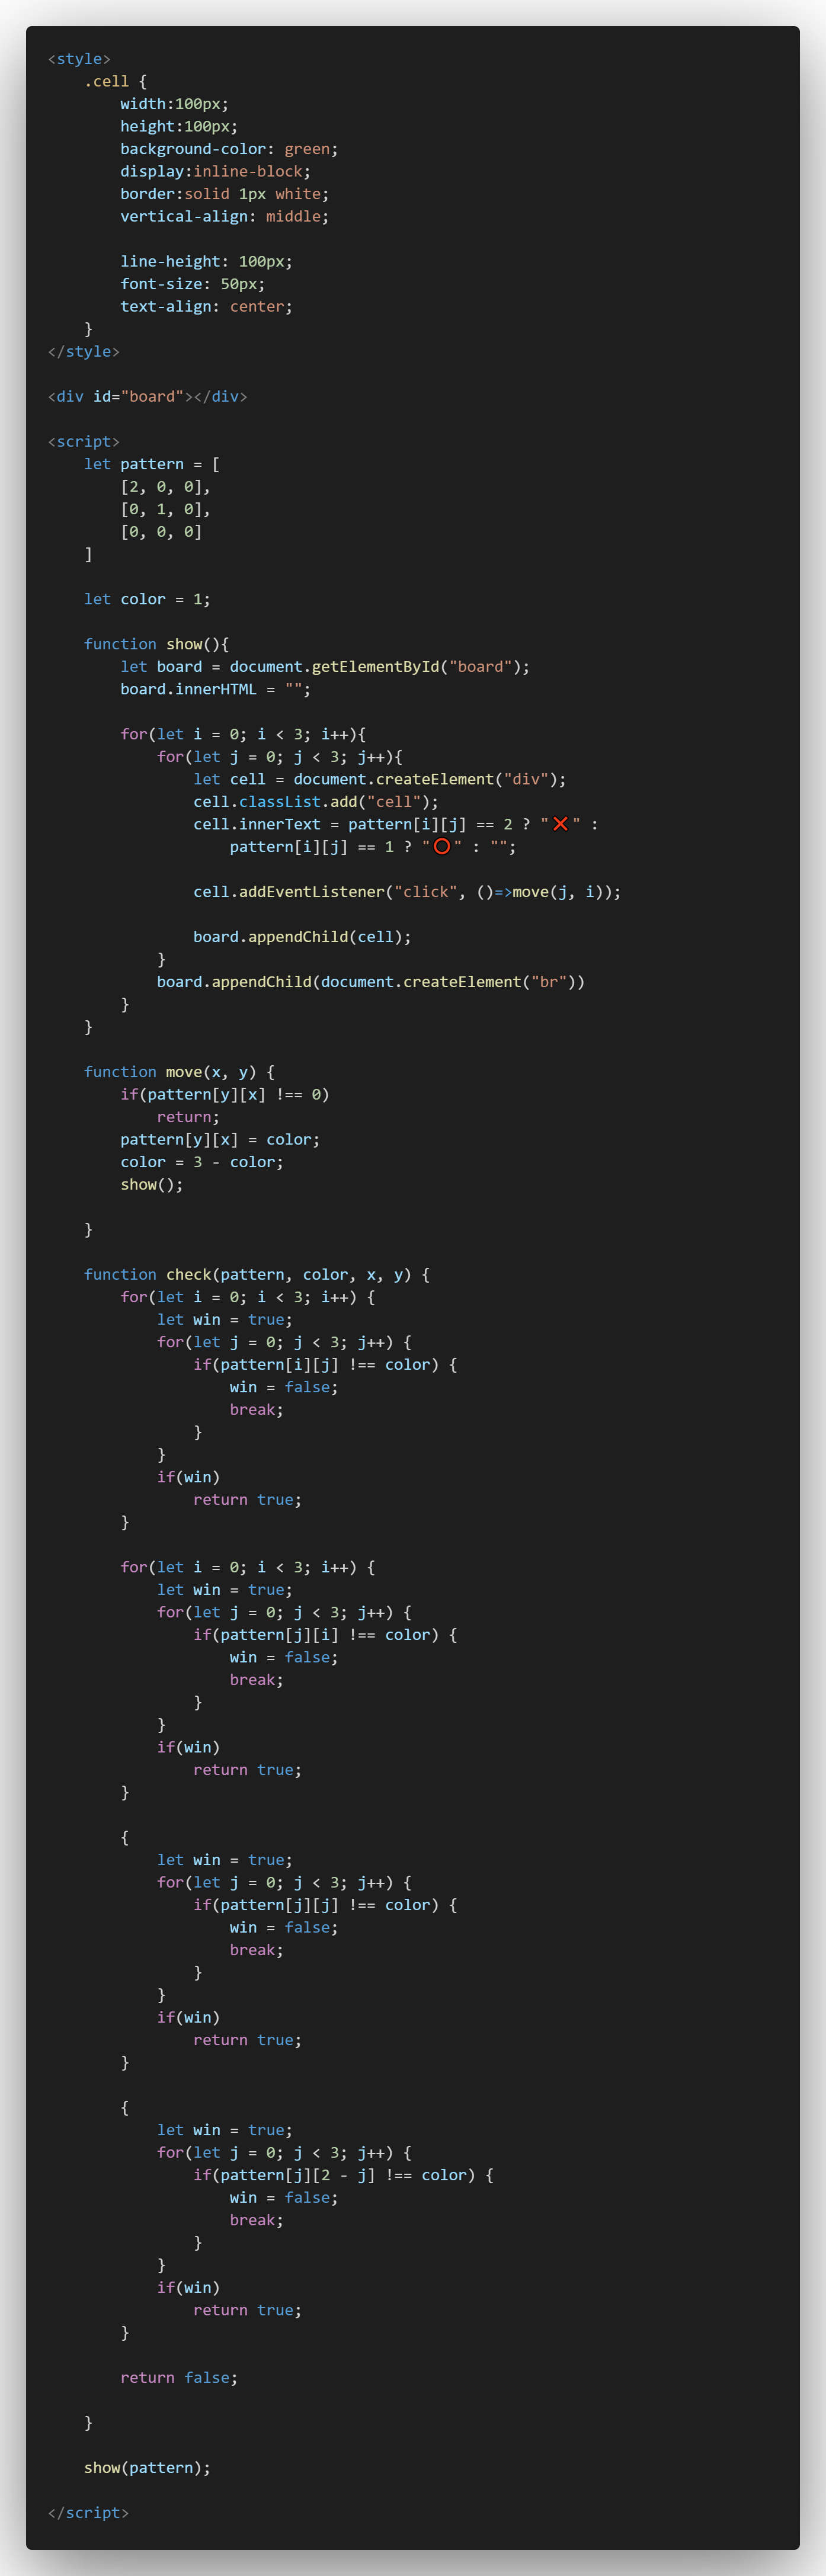 <style>
    .cell {
        width:100px;
        height:100px;
        background-color: green;
        display:inline-block;
        border:solid 1px white;
        vertical-align: middle;

        line-height: 100px;
        font-size: 50px;
        text-align: center;
    }
</style>

<div id="board"></div>

<script>
    let pattern = [
        [2, 0, 0],
        [0, 1, 0],
        [0, 0, 0]
    ]

    let color = 1;

    function show(){
        let board = document.getElementById("board");
        board.innerHTML = "";

        for(let i = 0; i < 3; i++){
            for(let j = 0; j < 3; j++){
                let cell = document.createElement("div");
                cell.classList.add("cell");
                cell.innerText = pattern[i][j] == 2 ? "❌" :
                    pattern[i][j] == 1 ? "⭕" : "";

                cell.addEventListener("click", ()=>move(j, i));

                board.appendChild(cell);
            }
            board.appendChild(document.createElement("br"))
        }
    }

    function move(x, y) {
        if(pattern[y][x] !== 0)
            return;
        pattern[y][x] = color;
        color = 3 - color;
        show();

    }

    function check(pattern, color, x, y) {
        for(let i = 0; i < 3; i++) {
            let win = true;
            for(let j = 0; j < 3; j++) {
                if(pattern[i][j] !== color) {
                    win = false;
                    break;
                }
            }
            if(win)
                return true;
        }

        for(let i = 0; i < 3; i++) {
            let win = true;
            for(let j = 0; j < 3; j++) {
                if(pattern[j][i] !== color) {
                    win = false;
                    break;
                }
            }
            if(win)
                return true;
        }

        {
            let win = true;
            for(let j = 0; j < 3; j++) {
                if(pattern[j][j] !== color) {
                    win = false;
                    break;
                }
            }
            if(win)
                return true;
        }

        {
            let win = true;
            for(let j = 0; j < 3; j++) {
                if(pattern[j][2 - j] !== color) {
                    win = false;
                    break;
                }
            }
            if(win)
                return true;
        }

        return false;

    }

    show(pattern);

</script>